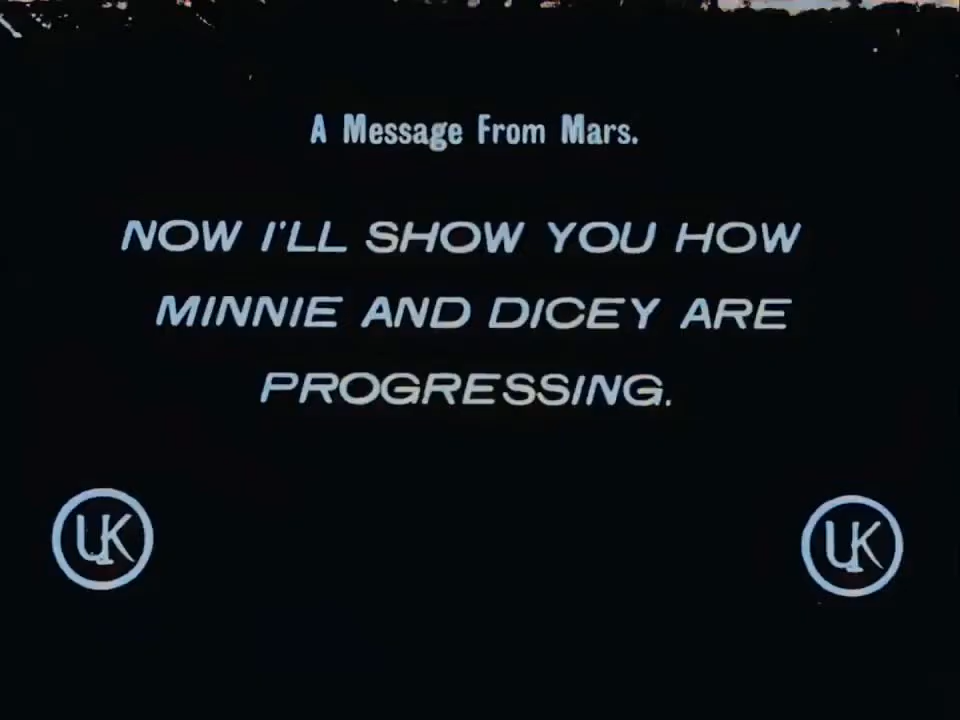 A Message From Mars.
NOW I'LL SHOW YOU HOW
MINNIE AND DICEY ARE
PROGRESSING.
UK
UK